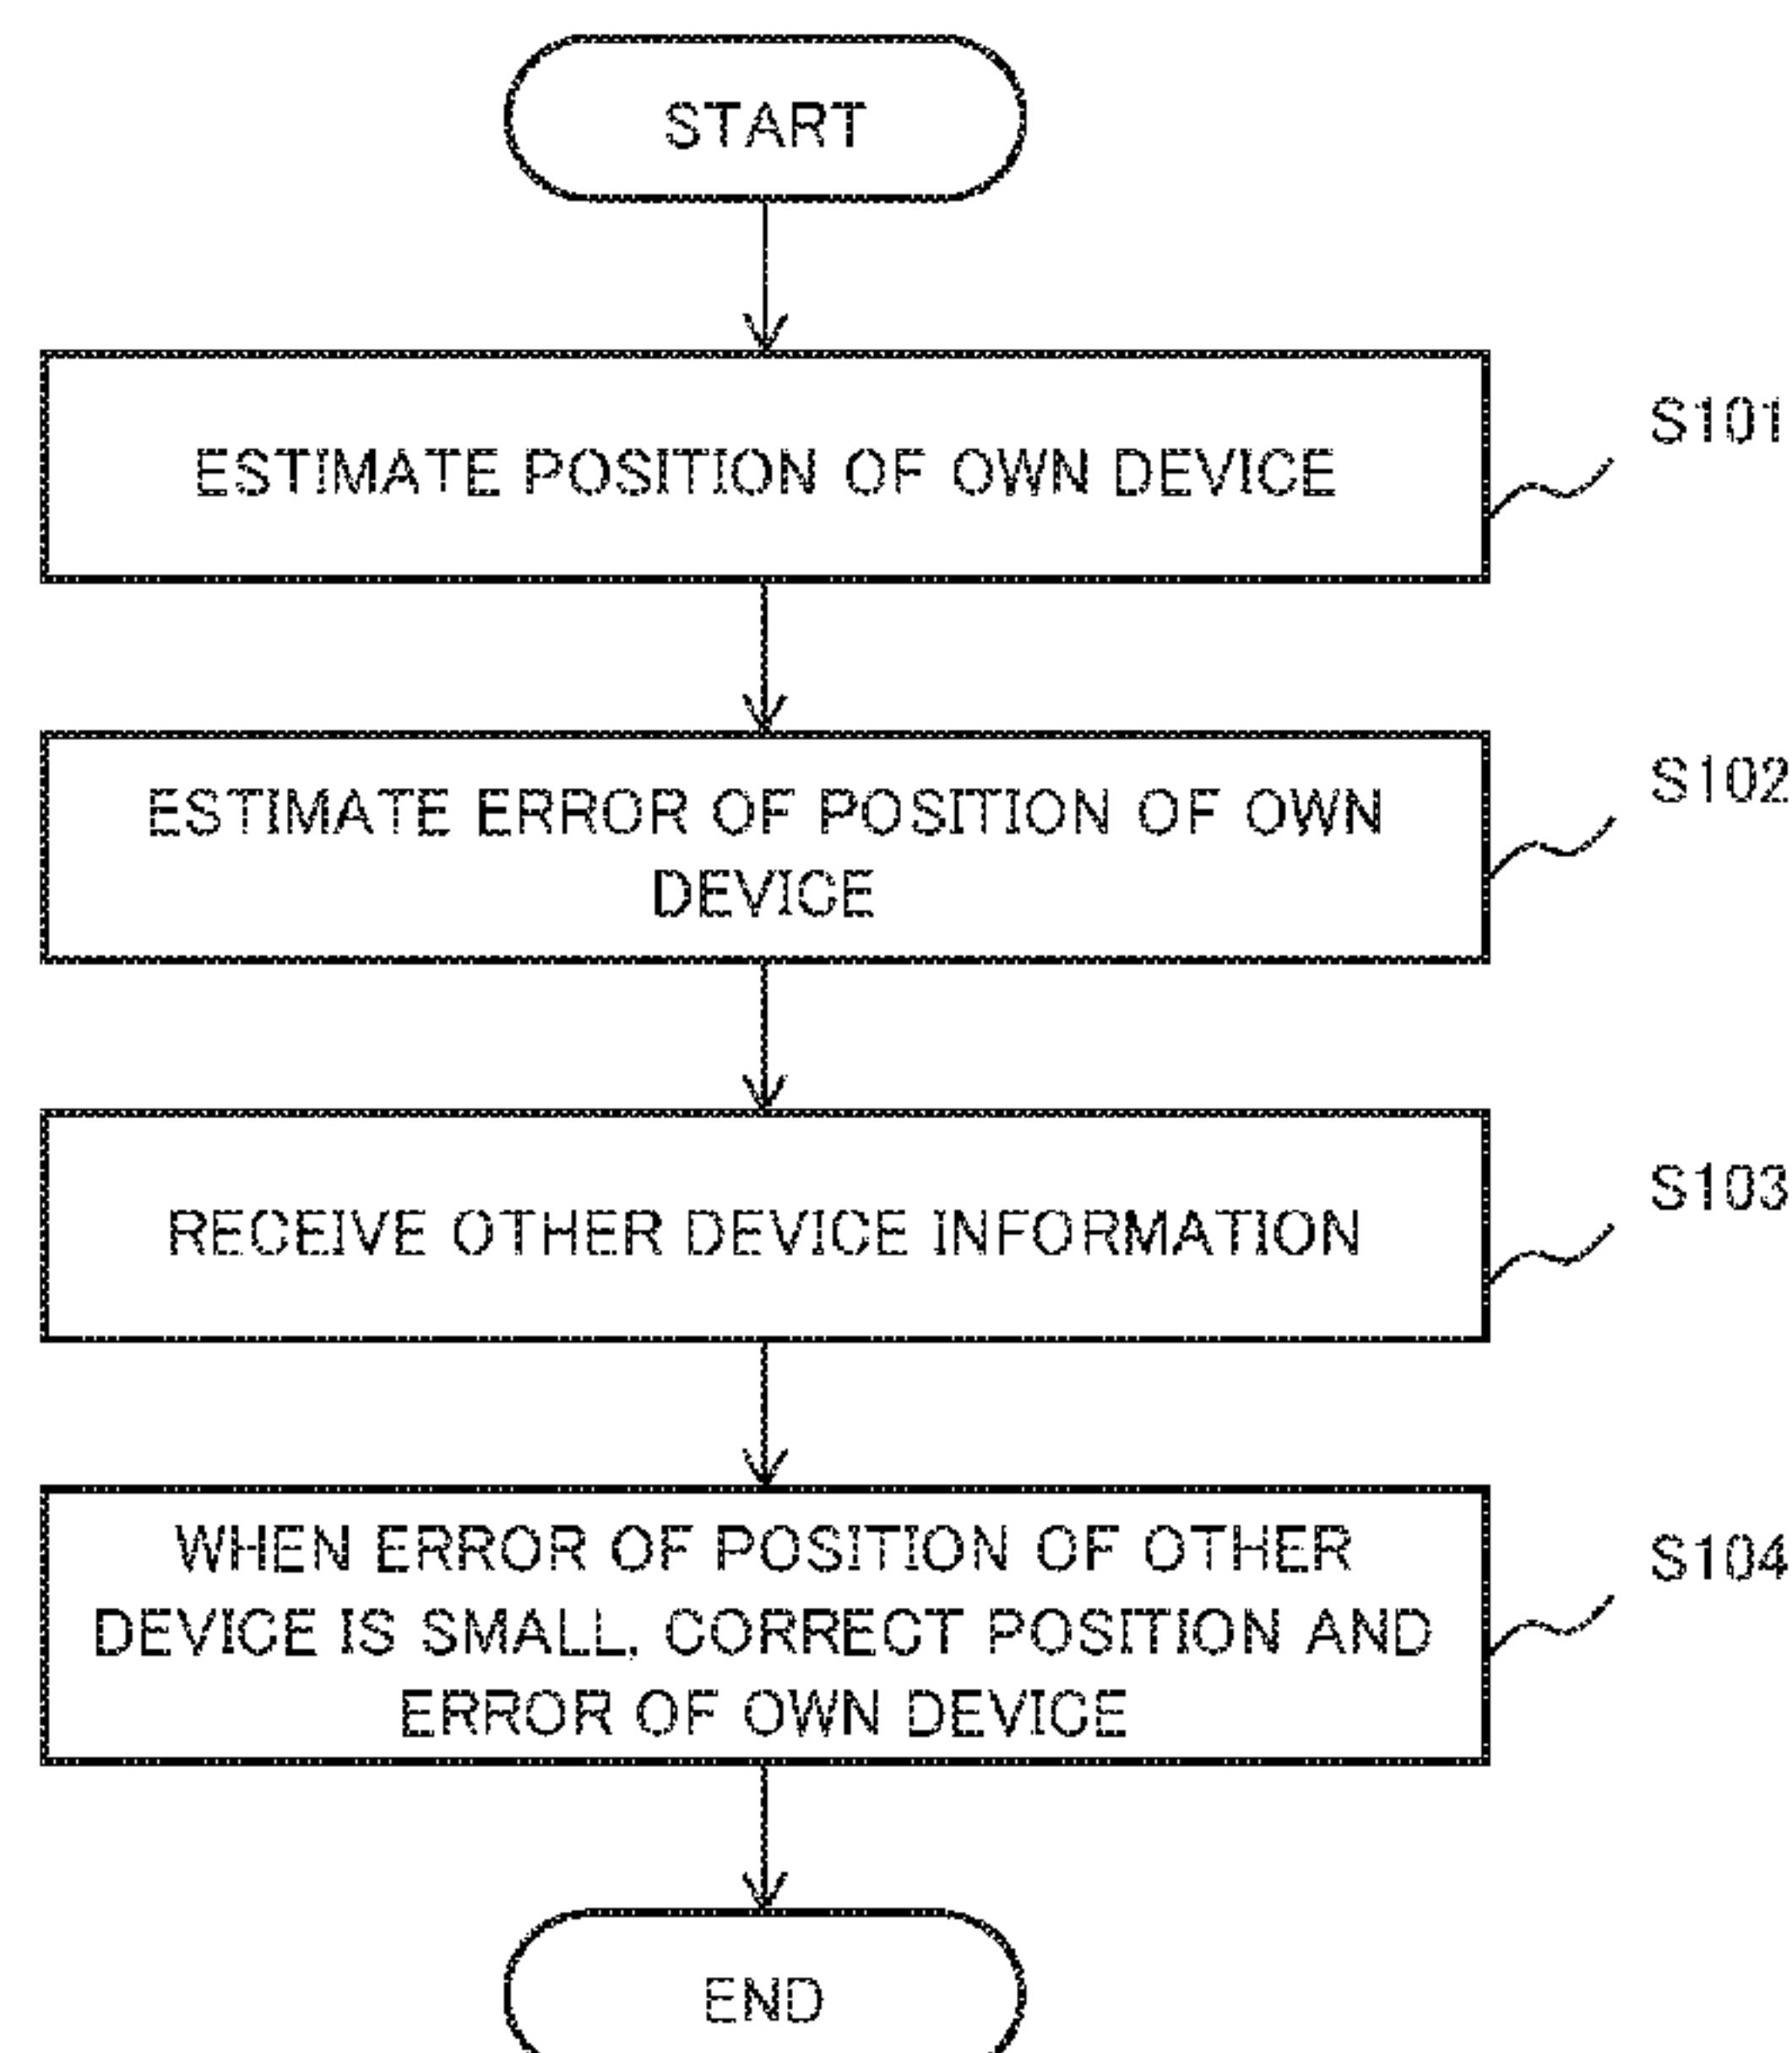 START
ESTIMATE POSITION OF OWN DEVICE
S101
ESTIMATE ERROR OF POSITION OF OWN
DEVICE
S102
RECEIVE OTHER DEVICE INFORMATION
S103
WHEN ERROR OF POSITION OF OTHER
DEVICE IS SMALL, CORRECT POSITION AND
ERROR OF OWN DEVICE
S104
END